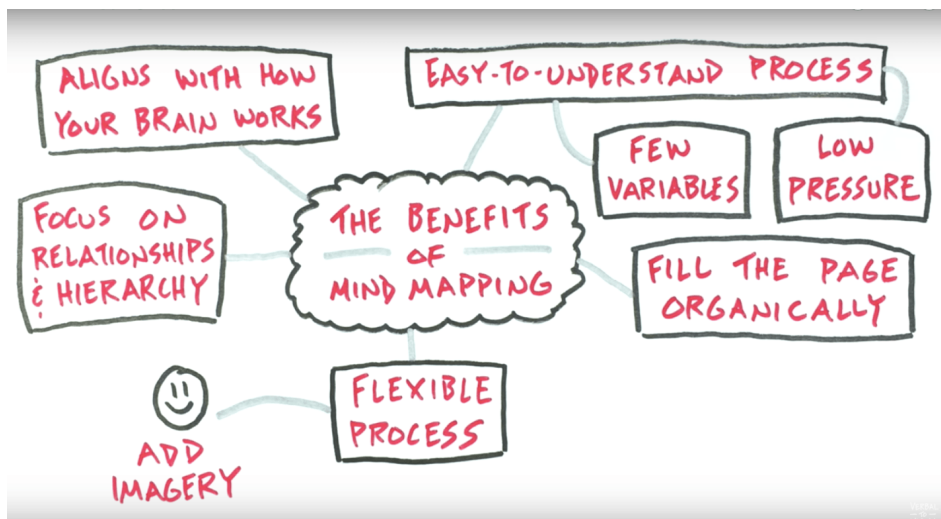 ALIGNS WITH HOW
YOUR BRAIN WORKS
EASY-TO-UNDERSTAND PROCESS
FEW
VARIABLES
LOW
PRESSURE
FOCUS ON
RELATIONSHIPS
& HIERARCHY
THE BENEFITS
OF
MIND MAPPING
FILL THE PAGE
ORGANICALLY
FLEXIBLE
PROCESS
ADD
IMAGERY